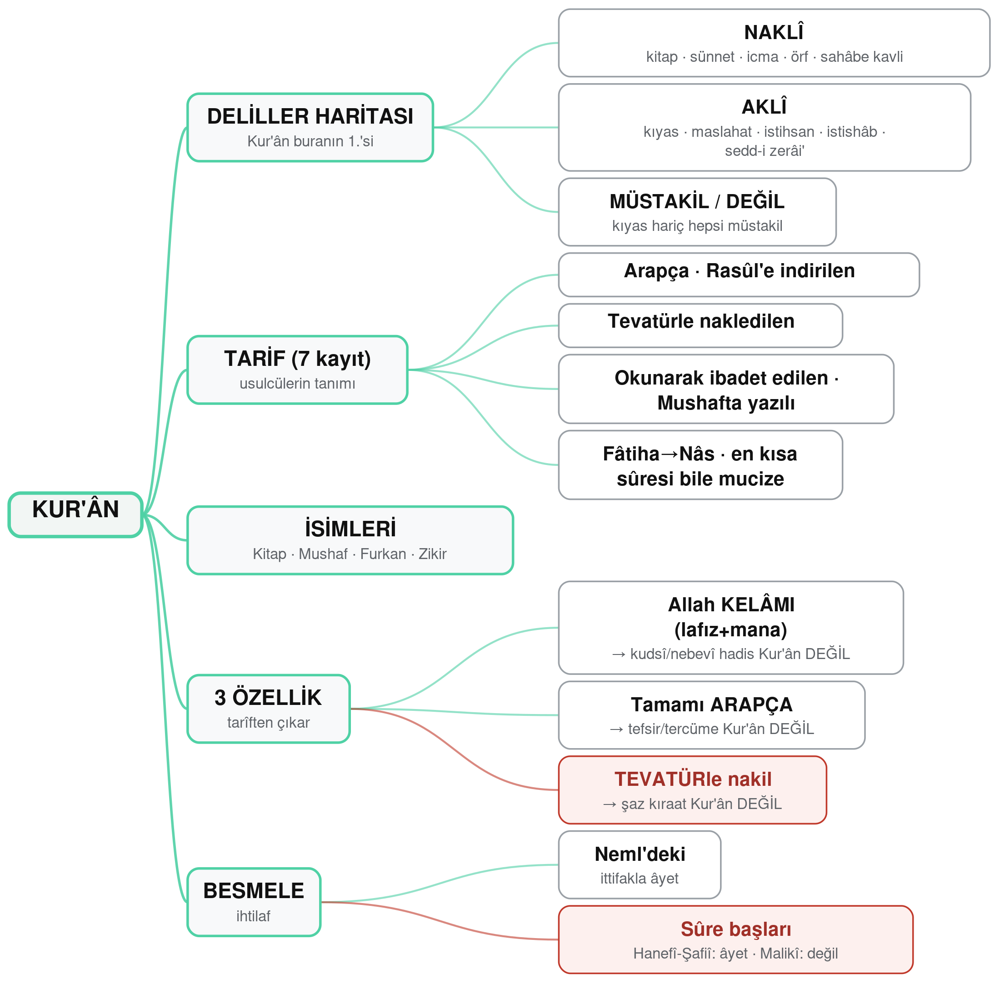 KUR'ÂN
DELİLLER HARİTASI
Kur'ân buranın 1.'si
NAKLÎ
kitap · sünnet · icma · örf · sahâbe kavli
AKLÎ
kıyas · maslahat · istihsan · istishâb ·
sedd-i zerâi'
MÜSTAKİL / DEĞİL
kıyas hariç hepsi müstakil
TARİF (7 kayıt)
usulcülerin tanımı
Arapça · Rasûl'e indirilen
Tevatürle nakledilen
Okunarak ibadet edilen ·
Mushafta yazılı
Fâtiha→Nâs · en kısa
sûresi bile mucize
İSİMLERİ
Kitap · Mushaf · Furkan · Zikir
3 ÖZELLİK
tarîften çıkar
Allah KELÂMI
(lafız+mana)
→ kudsî/nebevî hadis Kur'ân DEĞİL
Tamamı ARAPÇA
→ tefsir/tercüme Kur'ân DEĞİL
TEVATÜRle nakil
→ şaz kıraat Kur'ân DEĞİL
BESMELE
ihtilaf
Neml'deki
ittifakla âyet
Sûre başları
Hanefî-Şafiî: âyet · Malikî: değil